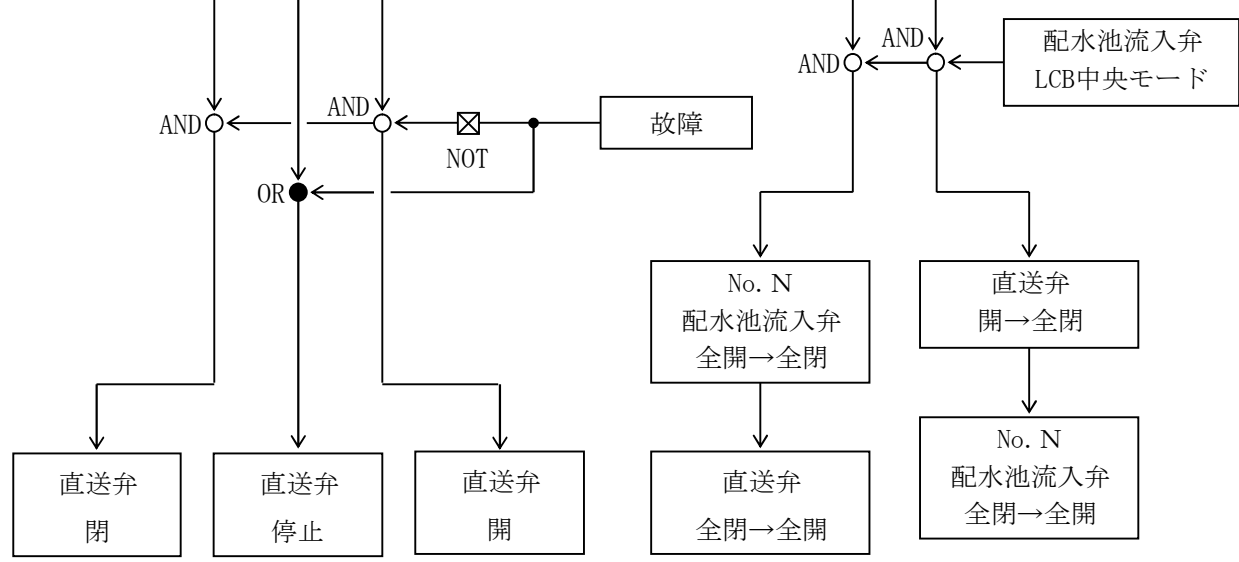 AND
配水池流入弁
LCB中央モード
AND
AND
AND
故障
NOT
OR
No. N
配水池流入弁
全開→全閉
直送弁
開→全閉
No. N
配水池流入弁
全閉→全開
直送弁
閉
直送弁
停止
直送弁
開
直送弁
全閉→全開